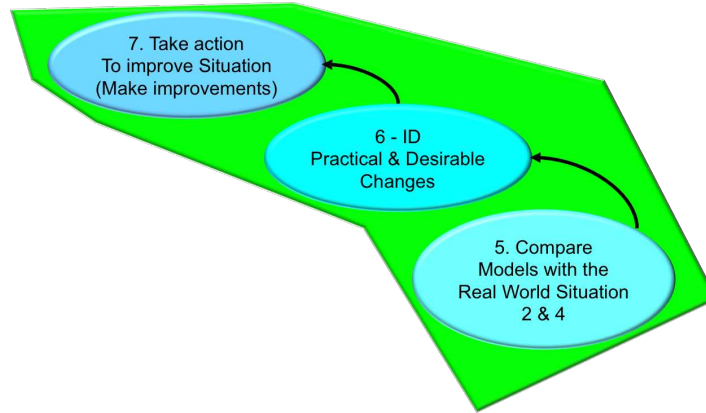 7. Take action
To improve Situation
(Make improvements)
6 - ID
Practical & Desirable
Changes
5. Compare
Models with the
Real World Situation
2 & 4